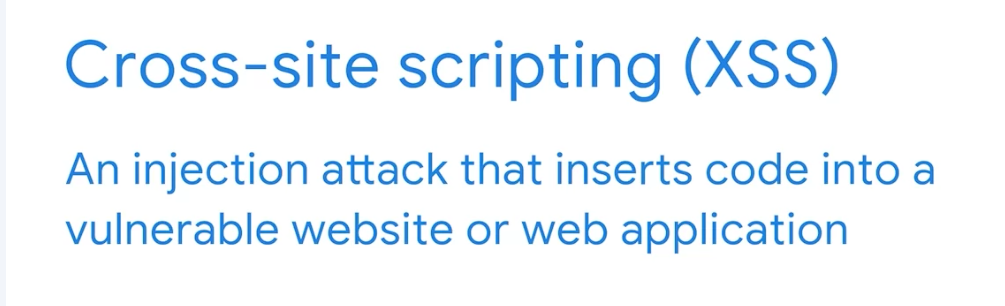 Cross-site scripting (XSS)
An injection attack that inserts code into a
vulnerable website or web application